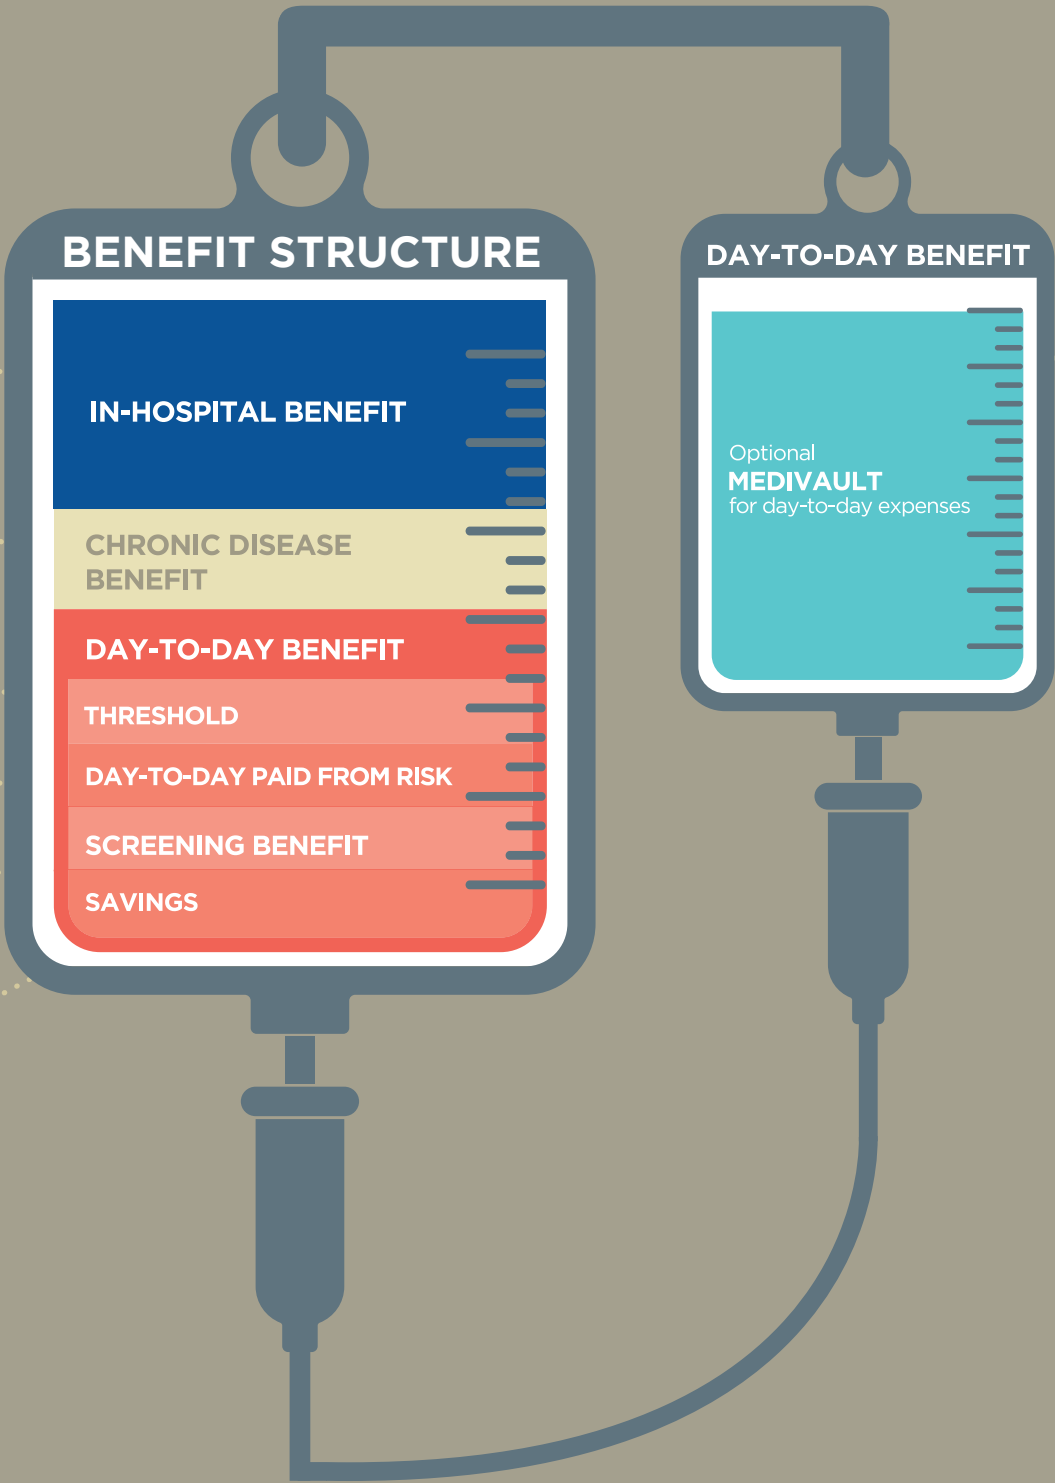 BENEFIT STRUCTURE
IN-HOSPITAL BENEFIT
CHRONIC DISEASE
BENEFIT
DAY-TO-DAY BENEFIT
THRESHOLD
DAY-TO-DAY PAID FROM RISK
SCREENING BENEFIT
SAVINGS
DAY-TO-DAY BENEFIT
Optional
MEDIVAULT
for day-to-day expenses